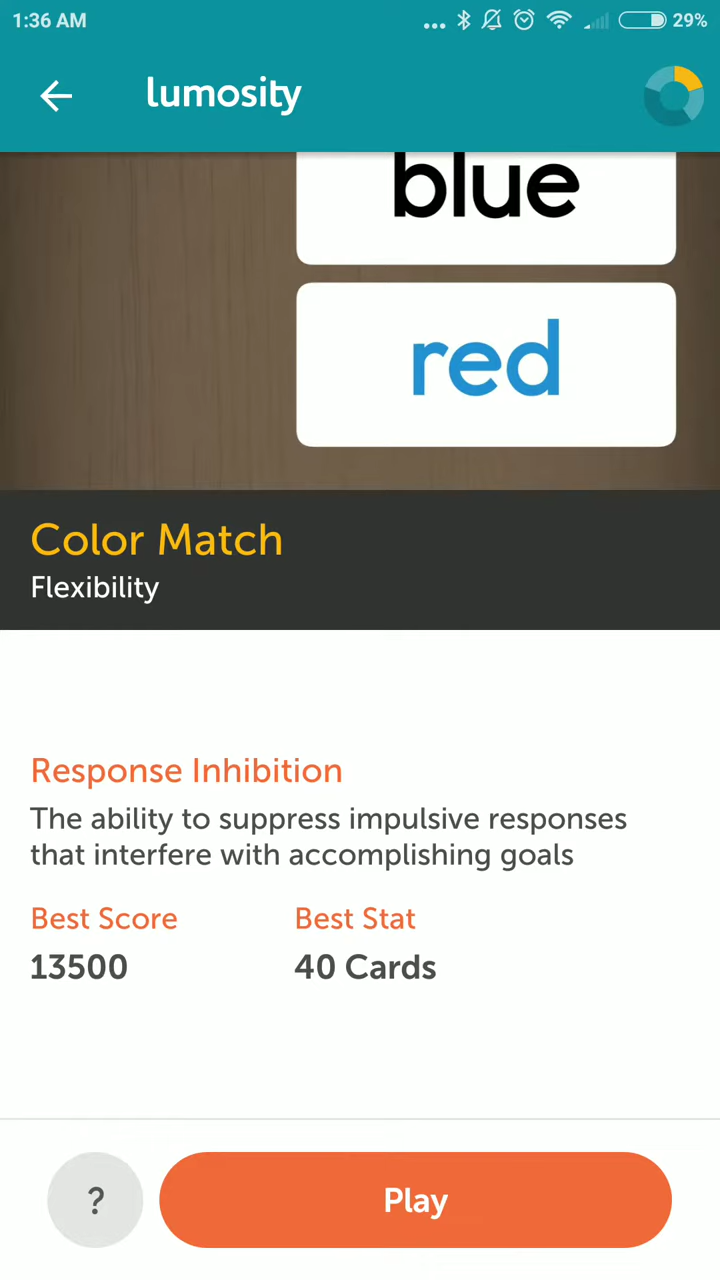 1:36 AM
29%
lumosity
blue
red
Color Match
Flexibility
Response Inhibition
The ability to suppress impulsive responses
that interfere with accomplishing goals
Best Score
Best Stat
13500
40 Cards
?
Play